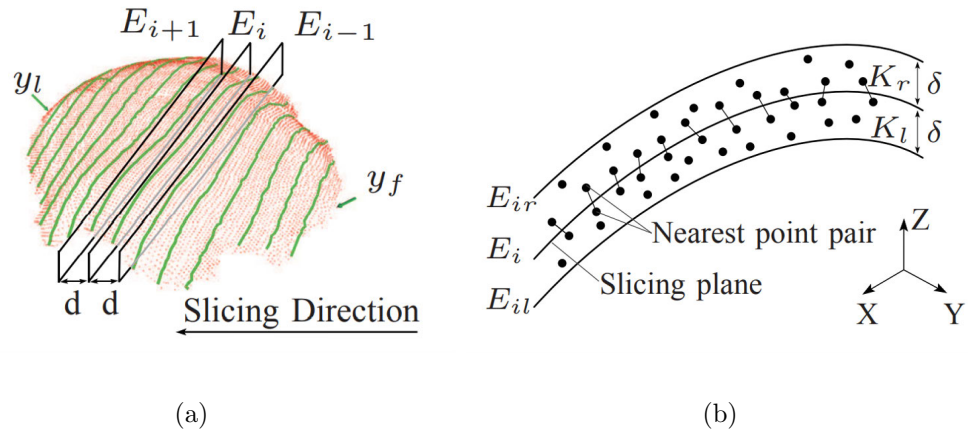 E_{i+1} E_i E_{i-1}
y_l
y_f
d d
Slicing Direction
(a)
K_r δ
K_l δ
E_{ir}
Nearest point pair
E_i
Slicing plane
E_{il}
Z
X Y
(b)